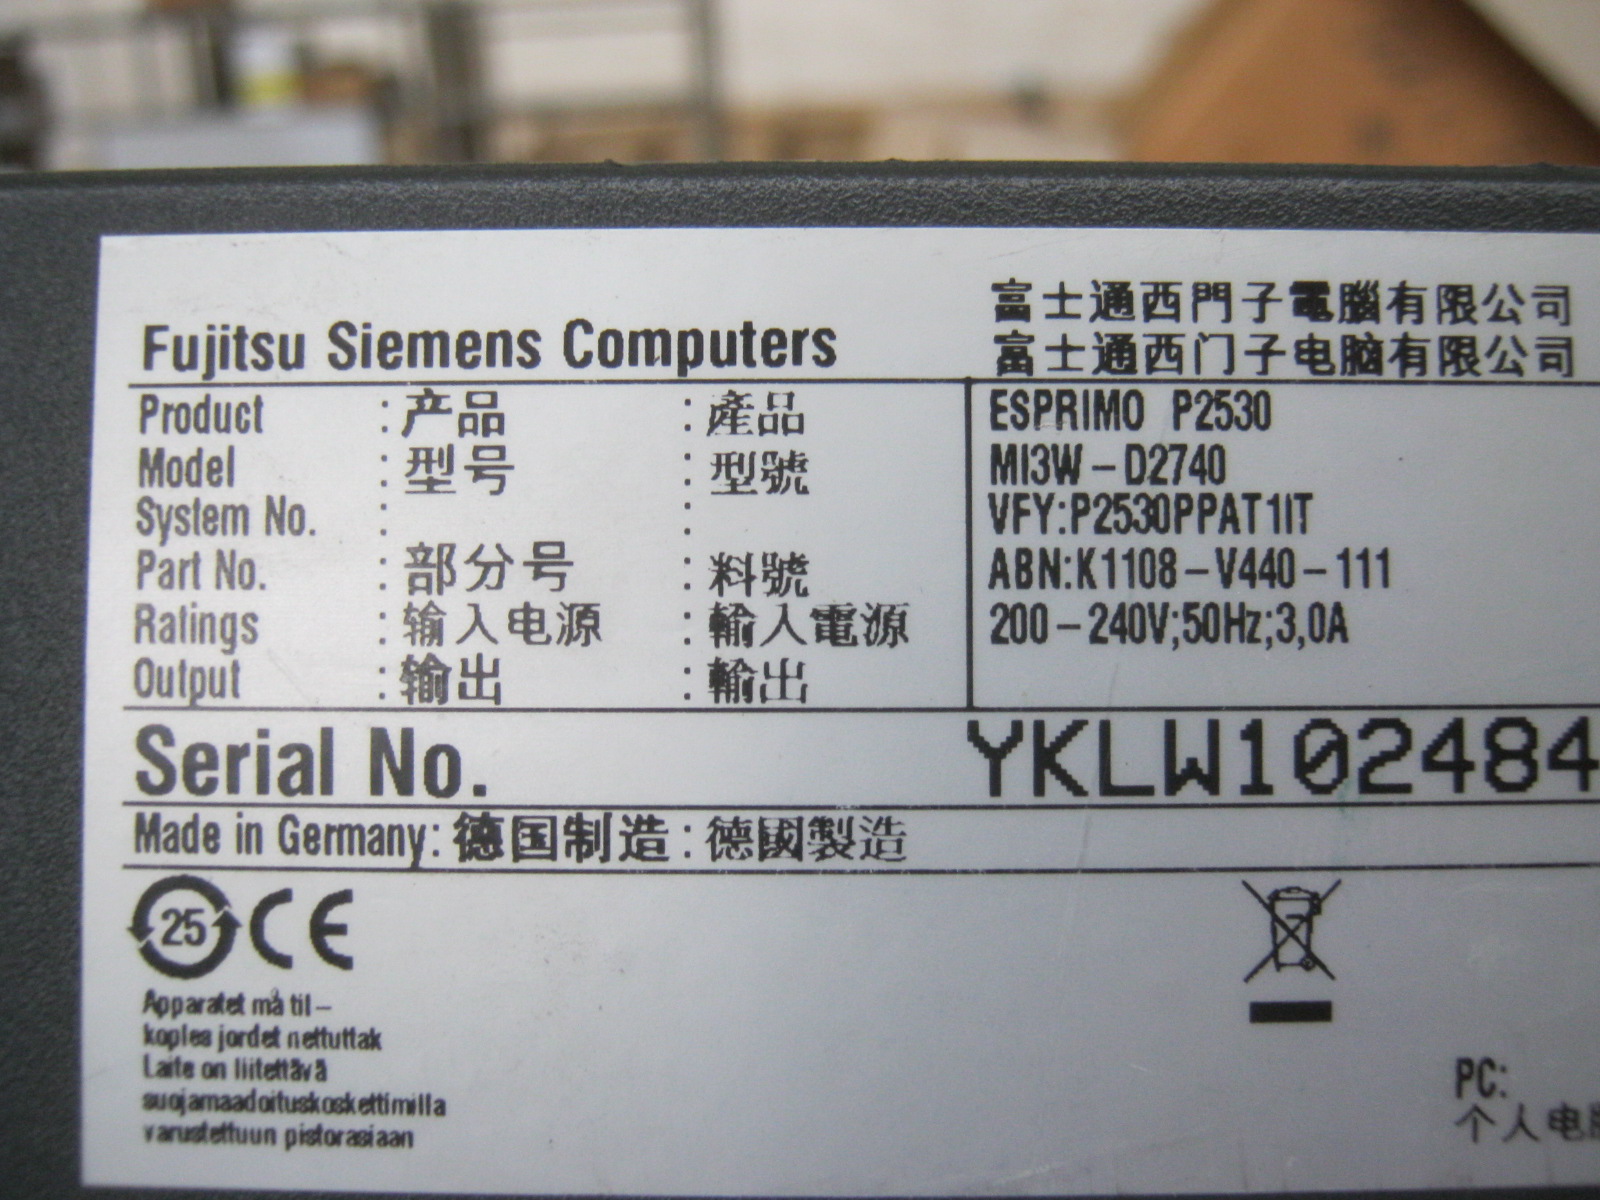 富士通西門子電腦有限公司
Fujitsu Siemens Computers 富士通西门子电脑有限公司
Product : 产品 : 產品 ESPRIMO P2530
Model : 型号 : 型號 MI3W – D2740
System No. : : VFY:P2530PPAT1IT
Part No. : 部分号 : 料號 ABN:K1108 – V440 – 111
Ratings : 输入电源 : 輸入電源 200 – 240V;50Hz;3,0A
Output : 输出 : 輸出
Serial No. YKLW102484
Made in Germany: 德国制造 : 德國製造
25 CE
Apparatet må til –
koples jordet nettuttak
Laite on liitettävä
suojamaadoituskoskettimilla
varustettuun pistorasiaan
PC:
个人电脑